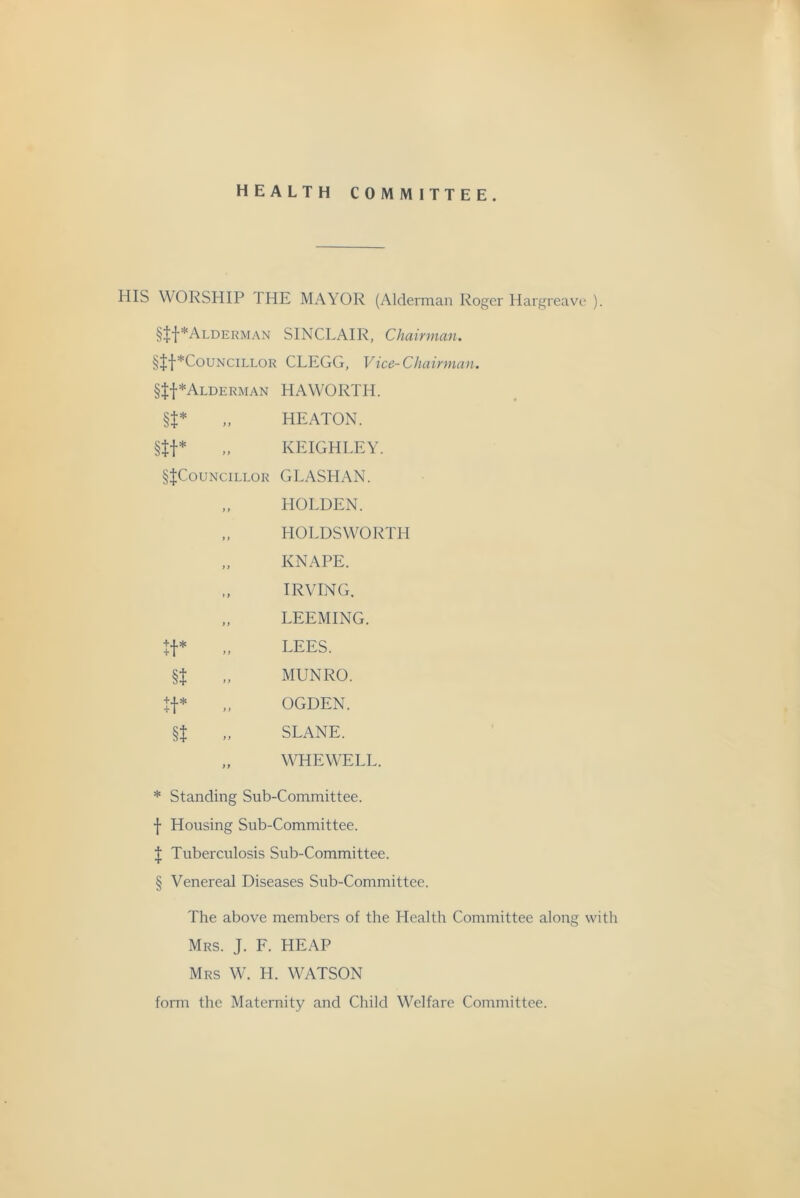 HEALTH COMMITTEE.
HIS WORSHIP THE MAYOR (Alderman Roger Hargreave ).
§‡†*ALDERMAN SINCLAIR, Chairman.
§‡†*COUNCILLOR CLEGG, Vice-Chairman.
§‡†*ALDERMAN HAWORTH.
§‡* ,, HEATON.
§‡†* ,, KEIGHLEY.
§‡COUNCILLOR GLASHAN.
,, HOLDEN.
,, HOLDSWORTH
,, KNAPE.
,, IRVING.
,, LEEMING.
‡†* ,, LEES.
§‡ ,, MUNRO.
‡†* ,, OGDEN.
§‡ ,, SLANE.
,, WHEWELL.
* Standing Sub-Committee.
† Housing Sub-Committee.
‡ Tuberculosis Sub-Committee.
§ Venereal Diseases Sub-Committee.
The above members of the Health Committee along with
MRS. J. F. HEAP
MRS W. H. WATSON
form the Maternity and Child Welfare Committee.